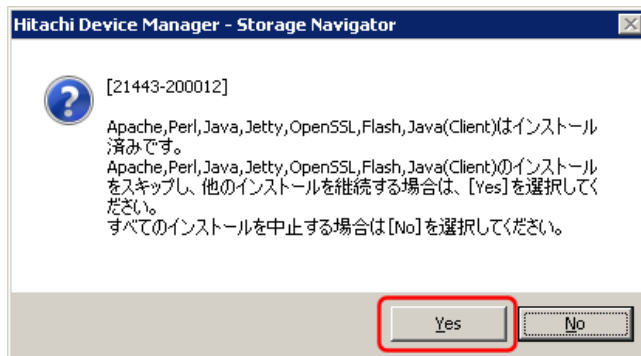 Hitachi Device Manager - Storage Navigator
[21443-200012]
Apache,Perl,Java,Jetty,OpenSSL,Flash,Java(Client)はインストール
済みです。
Apache,Perl,Java,Jetty,OpenSSL,Flash,Java(Client)のインストール
をスキップし、他のインストールを継続する場合は、[Yes]を選択してく
ださい。
すべてのインストールを中止する場合は[No]を選択してください。
Yes
No